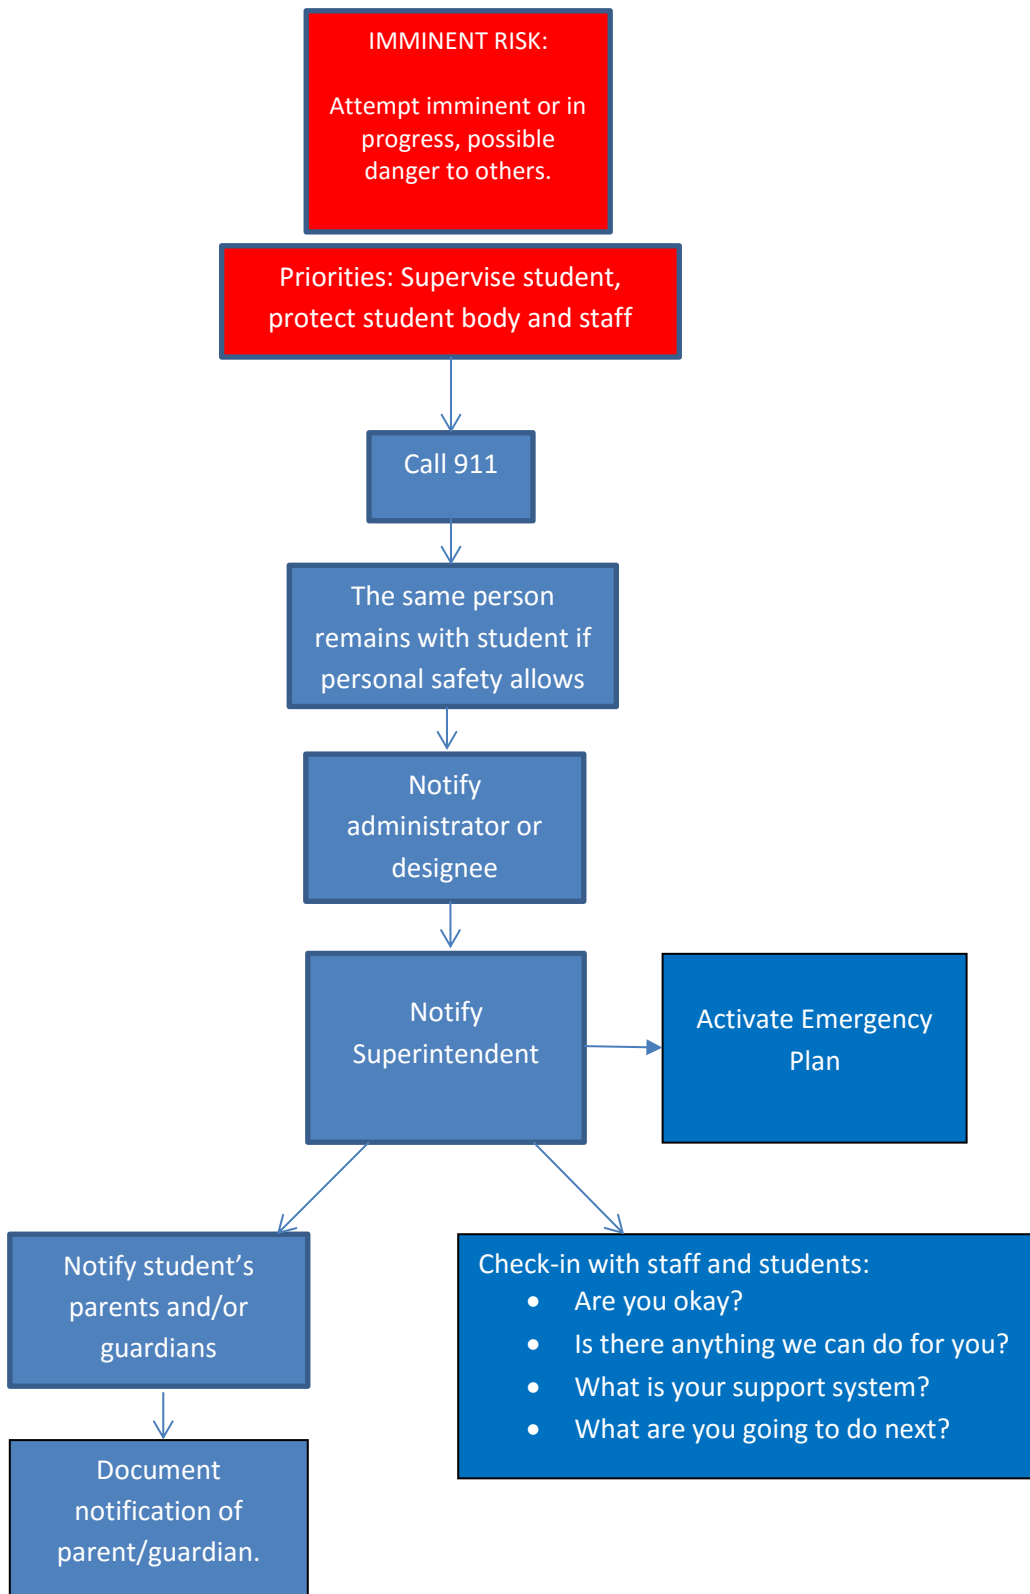 IMMINENT RISK:
Attempt imminent or in
progress, possible
danger to others.
Priorities: Supervise student,
protect student body and staff
Call 911
The same person
remains with student if
personal safety allows
Notify
administrator or
designee
Notify
Superintendent
Activate Emergency
Plan
Notify student’s
parents and/or
guardians
Check-in with staff and students:
• Are you okay?
• Is there anything we can do for you?
• What is your support system?
• What are you going to do next?
Document
notification of
parent/guardian.